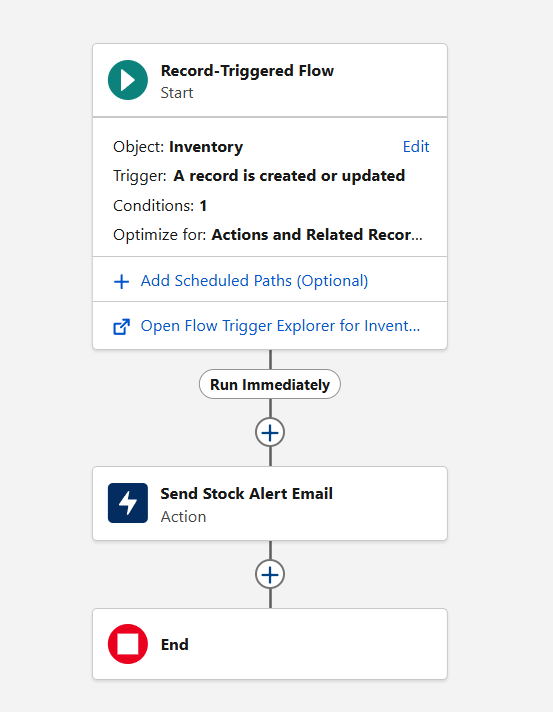 Record-Triggered Flow
Start
Object: Inventory Edit
Trigger: A record is created or updated
Conditions: 1
Optimize for: Actions and Related Recor...
Add Scheduled Paths (Optional)
Open Flow Trigger Explorer for Invent...
Run Immediately
Send Stock Alert Email
Action
End